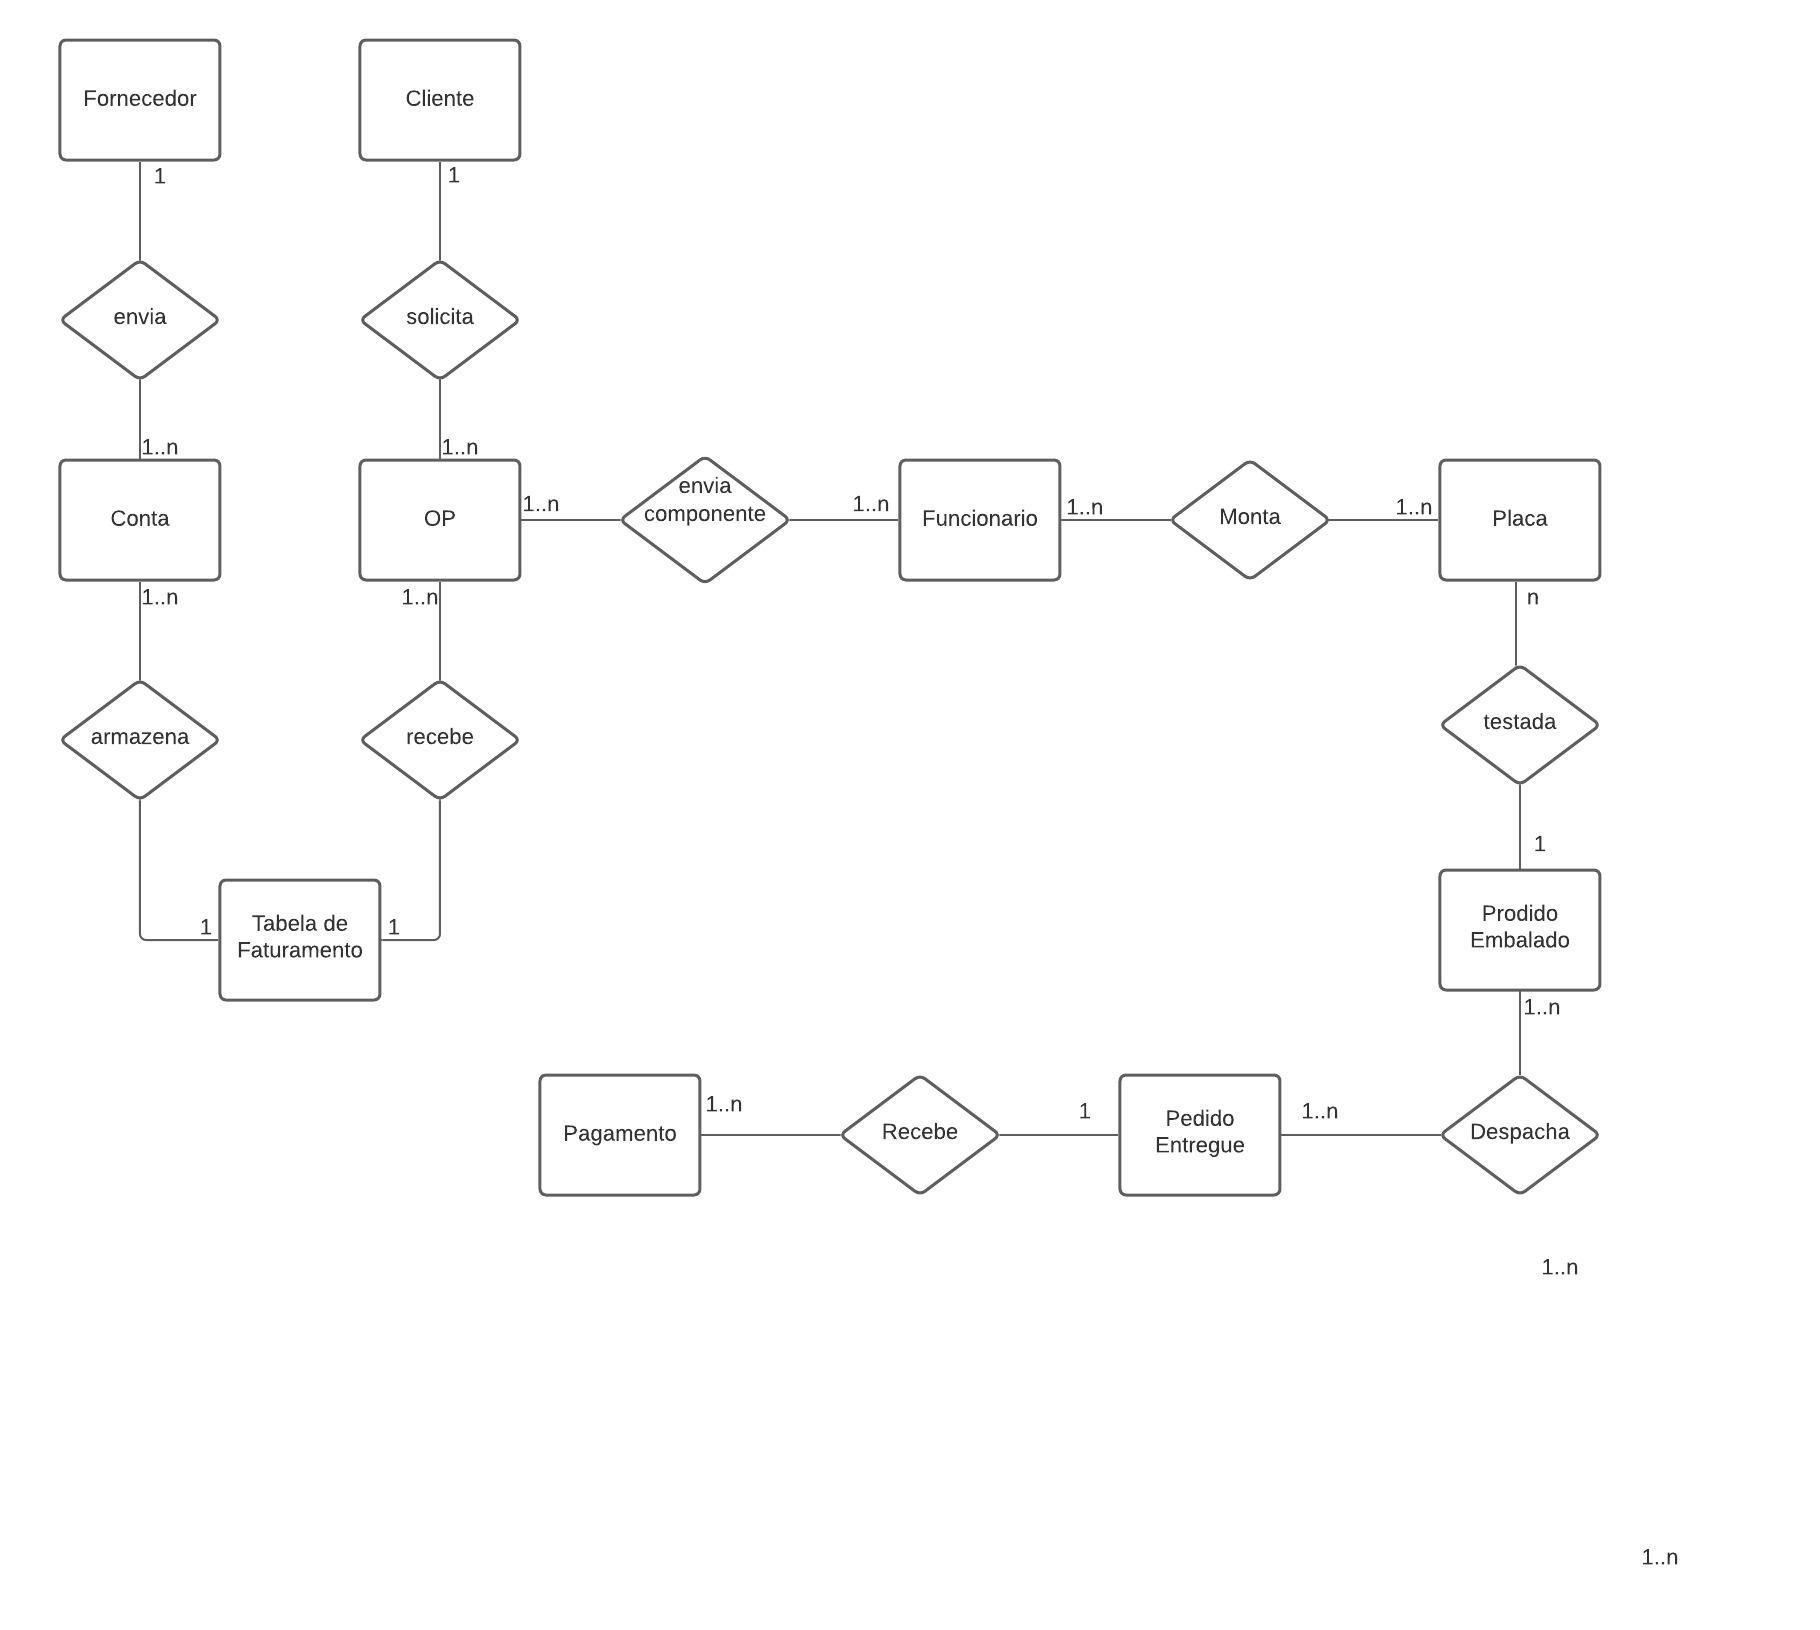 Fornecedor
Cliente
1
1
envia
solicita
1..n
1..n
Conta
OP
1..n
envia
componente
1..n
Funcionario
1..n
Monta
1..n
Placa
1..n
1..n
n
armazena
recebe
testada
1
1
Tabela de
Faturamento
1
Prodido
Embalado
1..n
Pagamento
1..n
Recebe
1
Pedido
Entregue
1..n
Despacha
1..n
1..n